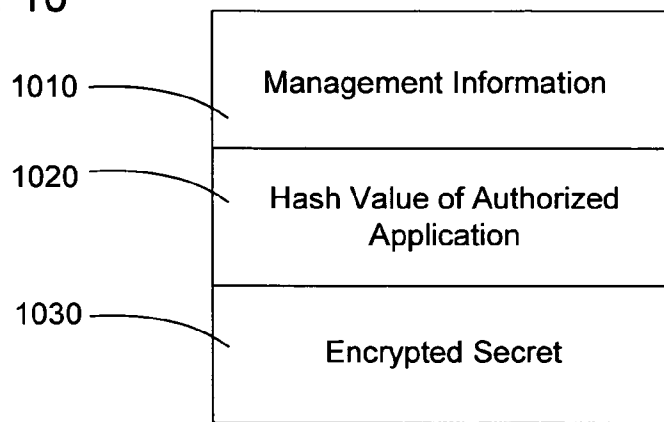 10
1010
Management Information
1020
Hash Value of Authorized
Application
1030
Encrypted Secret